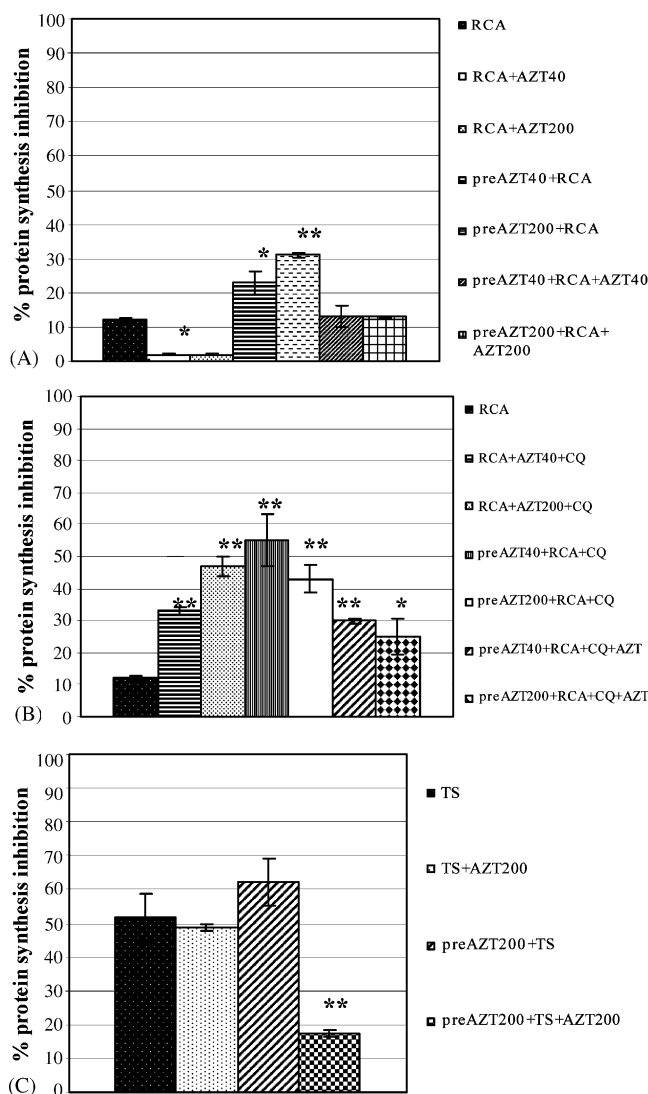 100
90
80
70
60
50
40
30
20
10
0
% protein synthesis inhibition
(A)
*
*
**
RCA
RCA+AZT40
RCA+AZT200
preAZT40+RCA
preAZT200+RCA
preAZT40+RCA+AZT40
preAZT200+RCA+
AZT200
100
90
80
70
60
50
40
30
20
10
0
% protein synthesis inhibition
(B)
**
**
**
**
**
*
RCA
RCA+AZT40+CQ
RCA+AZT200+CQ
preAZT40+RCA+CQ
preAZT200+RCA+CQ
preAZT40+RCA+CQ+AZT
preAZT200+RCA+CQ+AZT
100
90
80
70
60
50
40
30
20
10
0
% protein synthesis inhibition
(C)
**
TS
TS+AZT200
preAZT200+TS
preAZT200+TS+AZT200